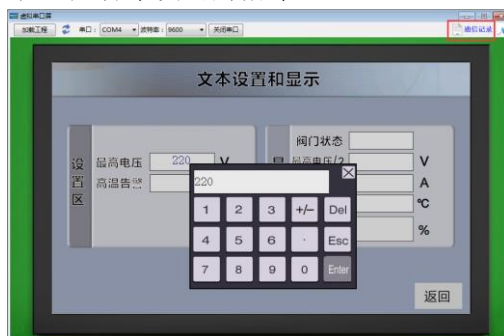 虚拟串口屏
加载工程 串口: COM4 波特率: 9600 关闭串口 通信记录
文本设置和显示
设置区
最高电压 220 V
高温告警
阀门状态
最高电压/2 V
A
℃
%
220
1 2 3 +/- Del
4 5 6 . Esc
7 8 9 0 Enter
返回